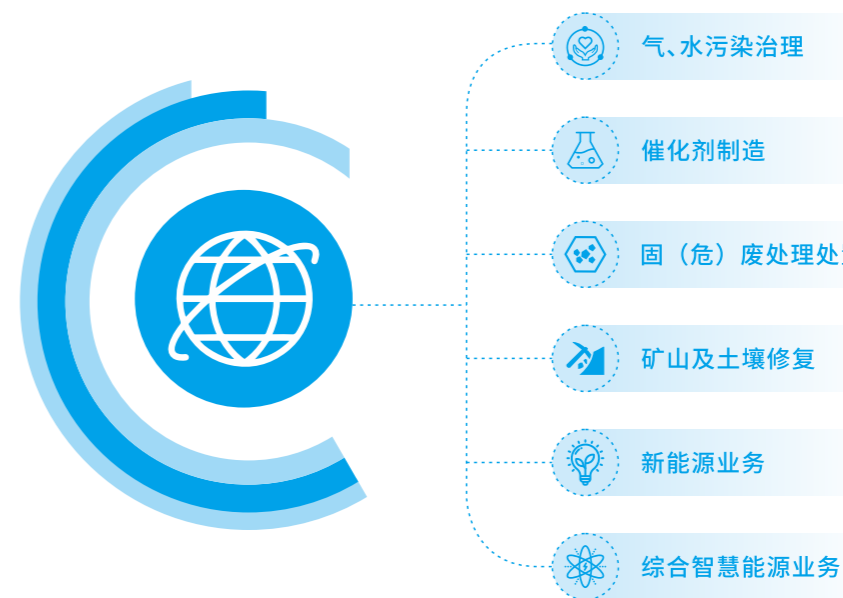 气、水污染治理
催化剂制造
固（危）废处理处
矿山及土壤修复
新能源业务
综合智慧能源业务